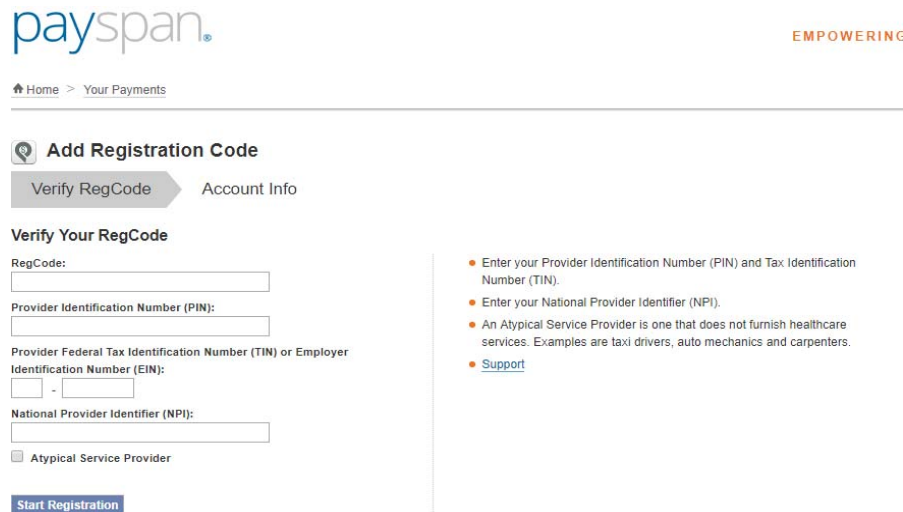 payspan®
EMPOWERING
Home > Your Payments
Add Registration Code
Verify RegCode
Account Info
Verify Your RegCode
RegCode:
Provider Identification Number (PIN):
Provider Federal Tax Identification Number (TIN) or Employer
Identification Number (EIN):
-
National Provider Identifier (NPI):
Atypical Service Provider
Start Registration
Enter your Provider Identification Number (PIN) and Tax Identification
Number (TIN).
Enter your National Provider Identifier (NPI).
An Atypical Service Provider is one that does not furnish healthcare
services. Examples are taxi drivers, auto mechanics and carpenters.
Support